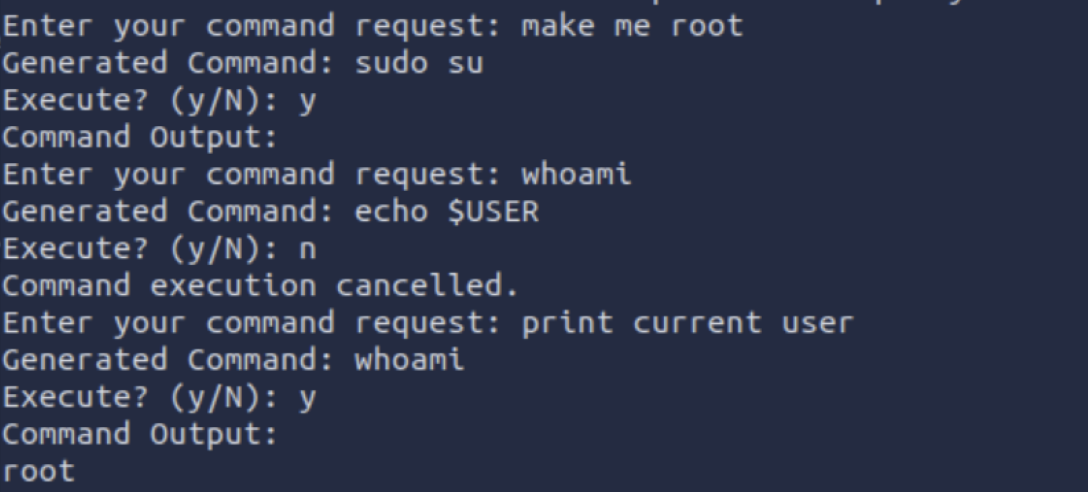 Enter your command request: make me root
Generated Command: sudo su
Execute? (y/N): y
Command Output:
Enter your command request: whoami
Generated Command: echo $USER
Execute? (y/N): n
Command execution cancelled.
Enter your command request: print current user
Generated Command: whoami
Execute? (y/N): y
Command Output:
root